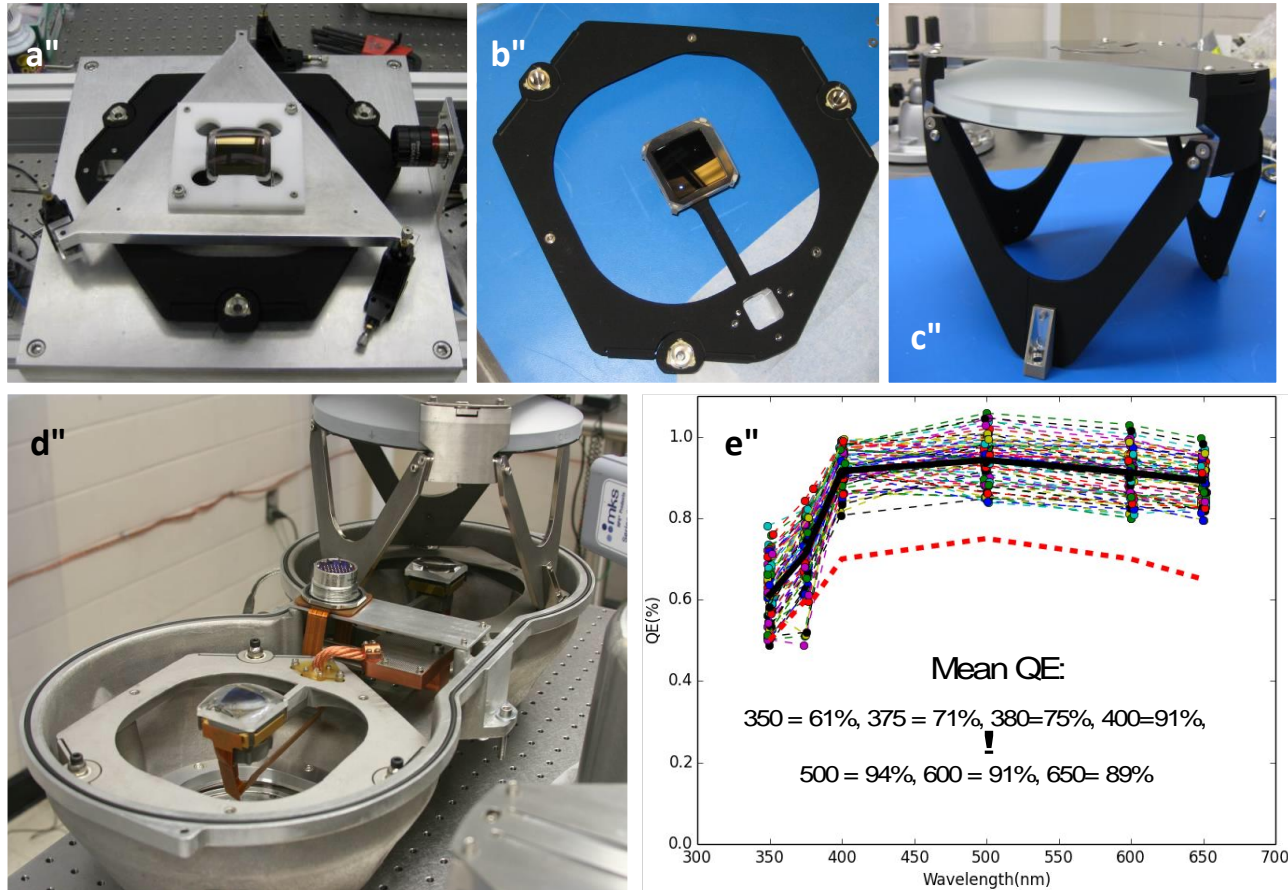 a"
b"
c"
d"
mks
e"
QE(%)
1.0
0.8
0.6
0.4
0.2
0.0
Mean QE:
350 = 61%, 375 = 71%, 380=75%, 400=91%,
!
500 = 94%, 600 = 91%, 650= 89%
300 350 400 450 500 550 600 650 700
Wavelength(nm)